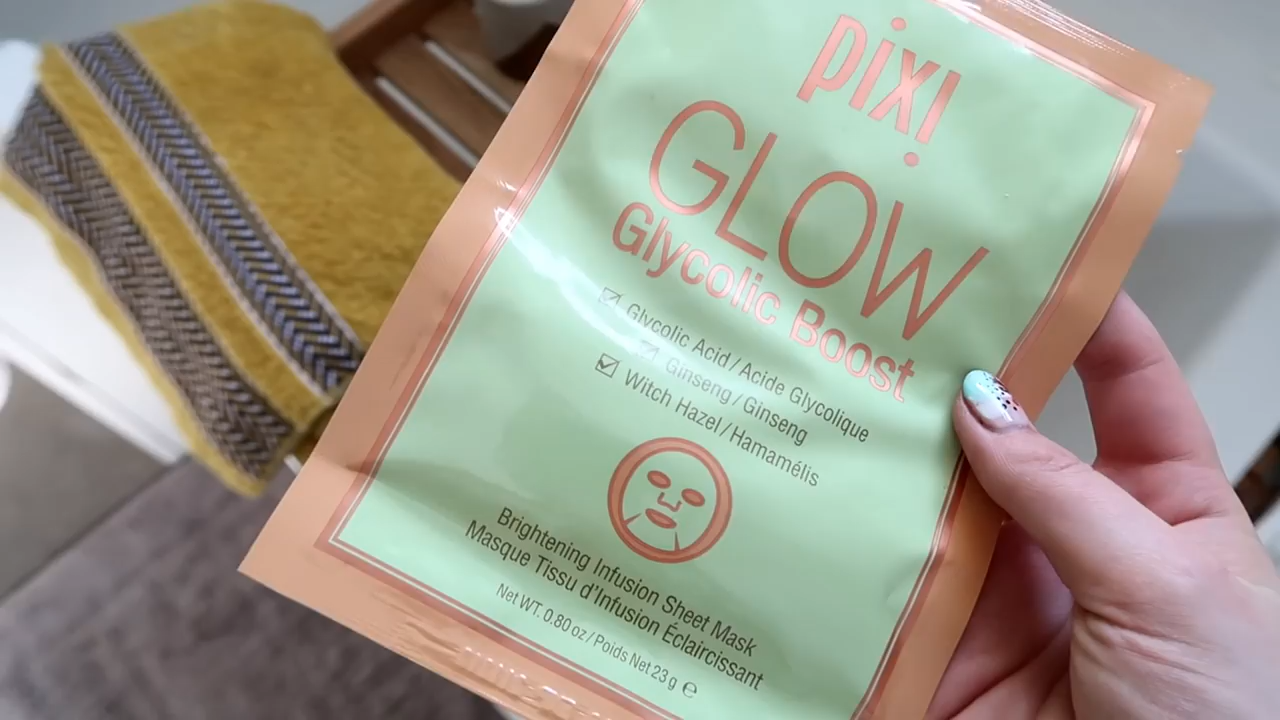 pixi
GLOW
Glycolic Boost
Glycolic Acid / Acide Glycolique
Ginseng / Ginseng
Witch Hazel / Hamamélis
Brightening Infusion Sheet Mask
Masque Tissu d'Infusion Éclaircissant
Net WT. 0.80 oz / Poids Net 23 g ℮